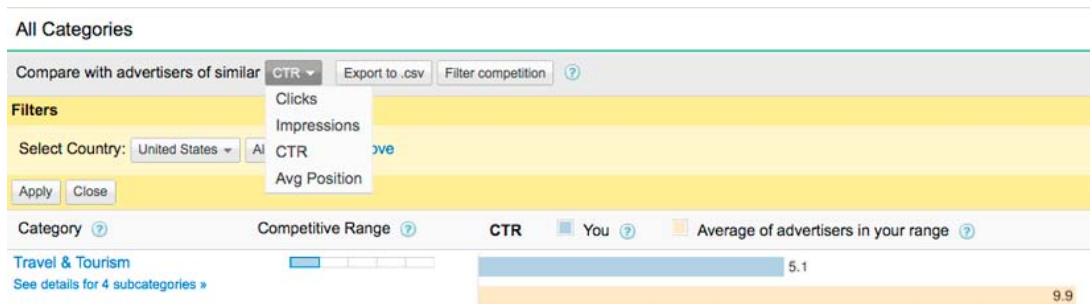 All Categories
Compare with advertisers of similar CTR Export to .csv Filter competition ?
Clicks
Impressions
CTR
Avg Position
Filters
Select Country: United States Al ove
Apply Close
Category ? Competitive Range ? CTR You ? Average of advertisers in your range ?
Travel & Tourism 5.1
See details for 4 subcategories »
9.9